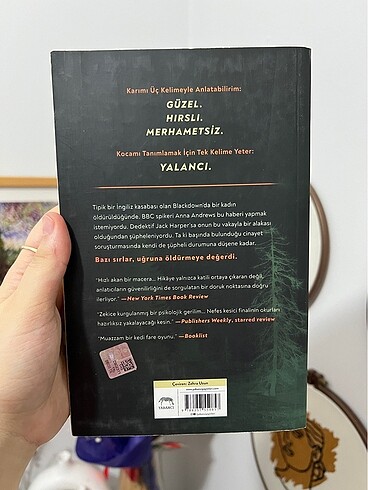 Karımı Üç Kelimeyle Anlatabilirim:
GÜZEL.
HIRSLI.
MERHAMETSİZ.
Kocamı Tanımlamak İçin Tek Kelime Yeter:
YALANCI.
Tipik bir İngiliz kasabası olan Blackdown'da bir kadın
öldürüldüğünde, BBC spikeri Anna Andrews bu haberi yapmak
istemiyordu. Dedektif Jack Harper'sa onun bu vakayla bir alakası
olduğundan şüpheleniyordu. Ta ki başında bulunduğu cinayet
soruşturmasında kendi de şüpheli durumuna düşene kadar.
Bazı sırlar, uğruna öldürmeye değerdi.
"Hızlı akan bir macera... Hikâye yalnızca katili ortaya çıkaran değil,
anlatıcıların güvenilirliğini de sorgulatan bir doruk noktasına doğru
ilerliyor." —New York Times Book Review
"Zekice kurgulanmış bir psikolojik gerilim... Nefes kesici finalinin okurları
hazırlıksız yakalayacağı kesin." —Publishers Weekly, starred review
"Muazzam bir kedi fare oyunu." —Booklist
Çeviren: Zehra Uzun
YABANCI